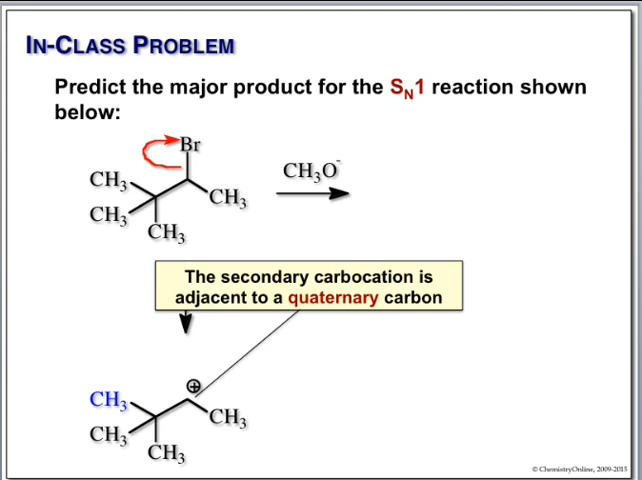 IN-CLASS PROBLEM
Predict the major product for the SN1 reaction shown
below:
Br
CH3
CH3O-
CH3
CH3
CH3
The secondary carbocation is
adjacent to a quaternary carbon
⊕
CH3
CH3
CH3
CH3
© ChemistryOnline, 2009-2015